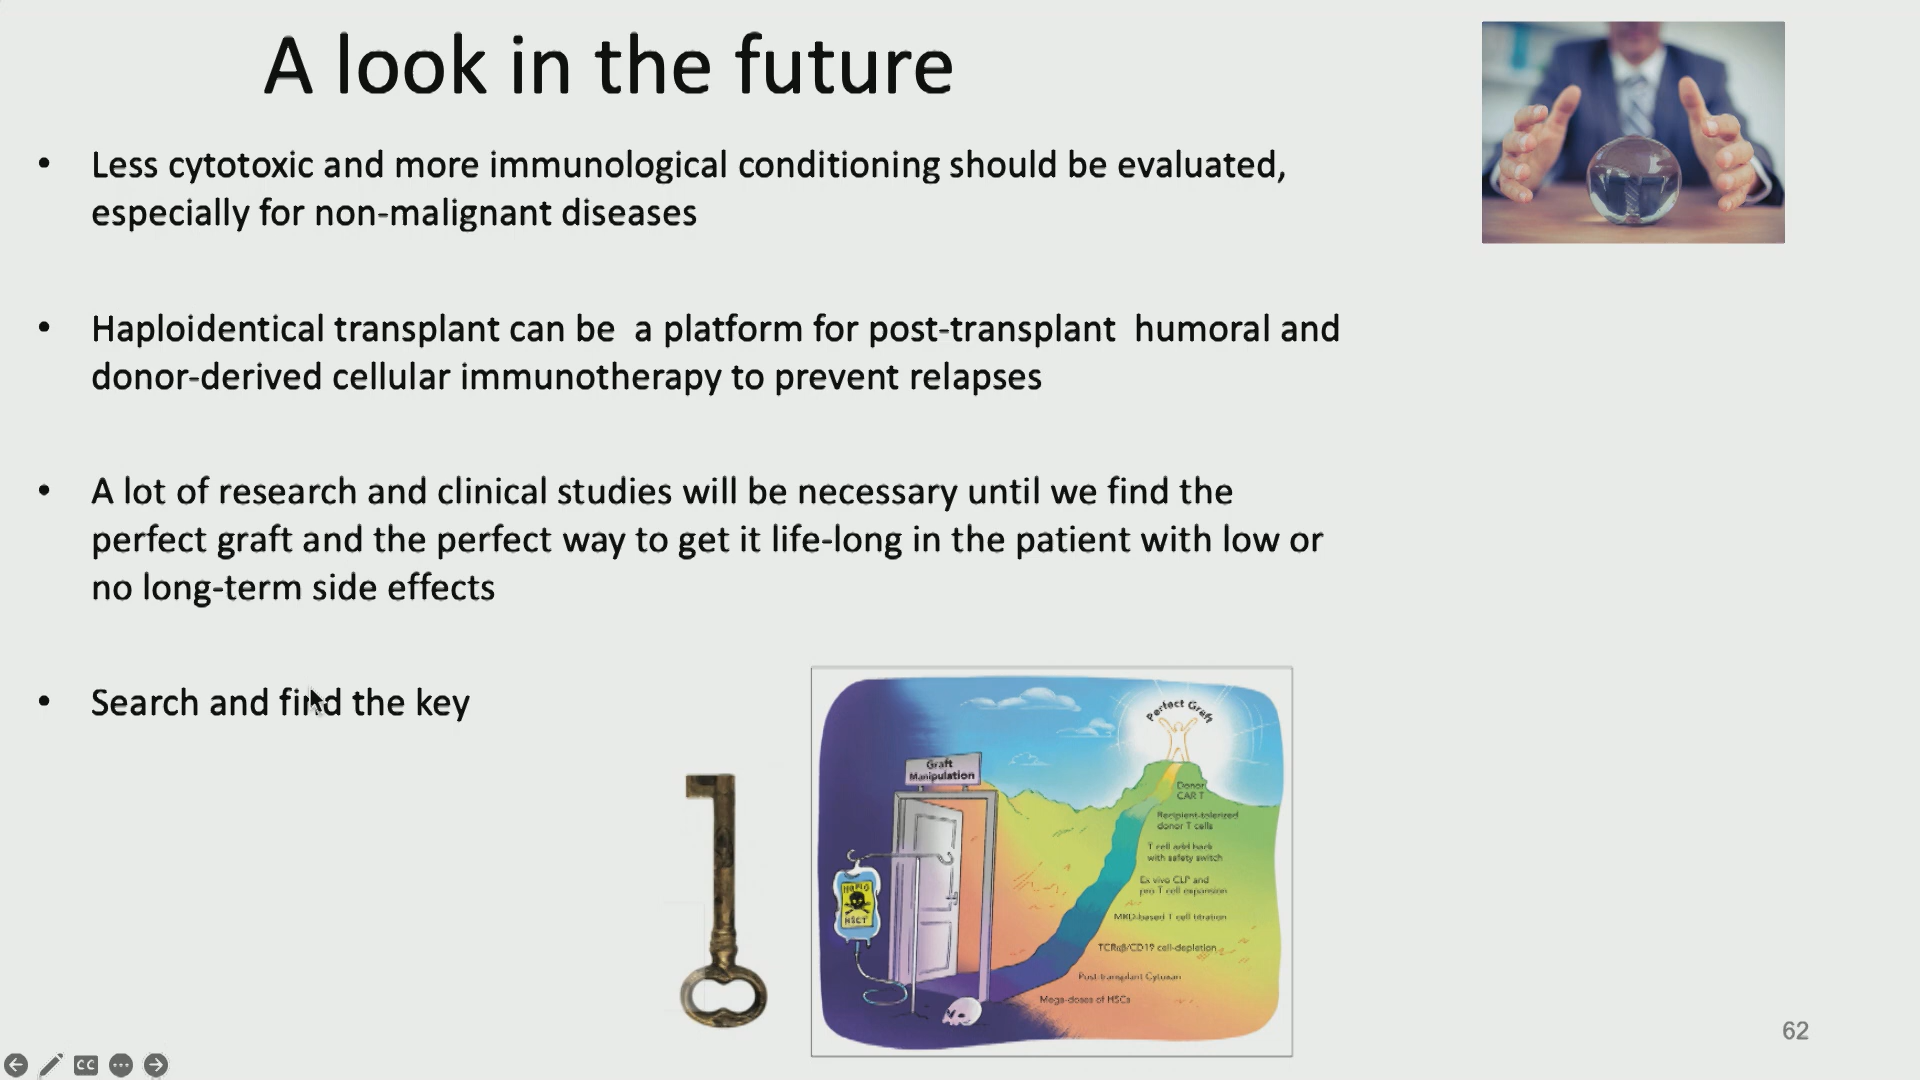 A look in the future
• Less cytotoxic and more immunological conditioning should be evaluated,
especially for non-malignant diseases
• Haploidentical transplant can be a platform for post-transplant humoral and
donor-derived cellular immunotherapy to prevent relapses
• A lot of research and clinical studies will be necessary until we find the
perfect graft and the perfect way to get it life-long in the patient with low or
no long-term side effects
• Search and find the key
Perfect Graft
Graft
Manipulation
Donor
CAR T
Recipient-tolerized
donor T cells
T cell add back
with safety switch
Ex vivo CLP and
pro T cell expansion
T cell titration
TCRαβ/CD19 cell-depletion
Post-transplant Cytoxan
Mega-doses of HSCs
HAPLO
HSCT
62
CC